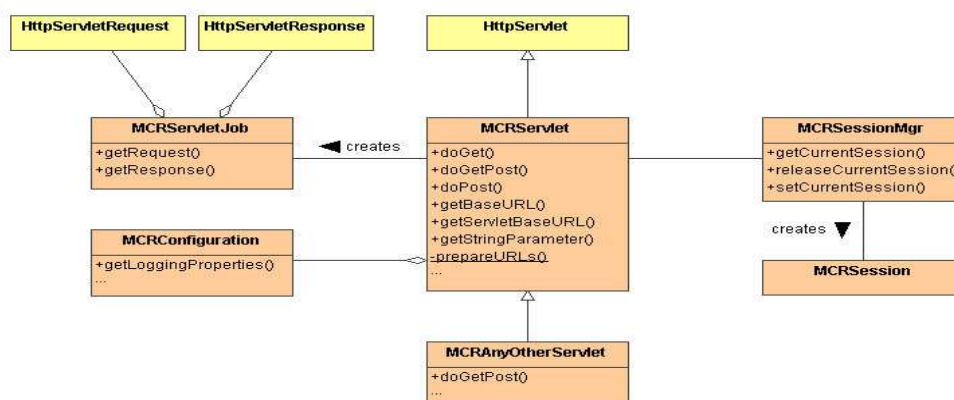 HttpServletRequest
HttpServletResponse
HttpServlet
MCRServletJob
+getRequest()
+getResponse()
creates
MCRServlet
+doGet()
+doGetPost()
+doPost()
+getBaseURL()
+getServletBaseURL()
+getStringParameter()
-prepareURLs()
...
MCRSessionMgr
+getCurrentSession()
+releaseCurrentSession()
+setCurrentSession()
creates
MCRConfiguration
+getLoggingProperties()
...
MCRSession
MCRAnyOtherServlet
+doGetPost()
...